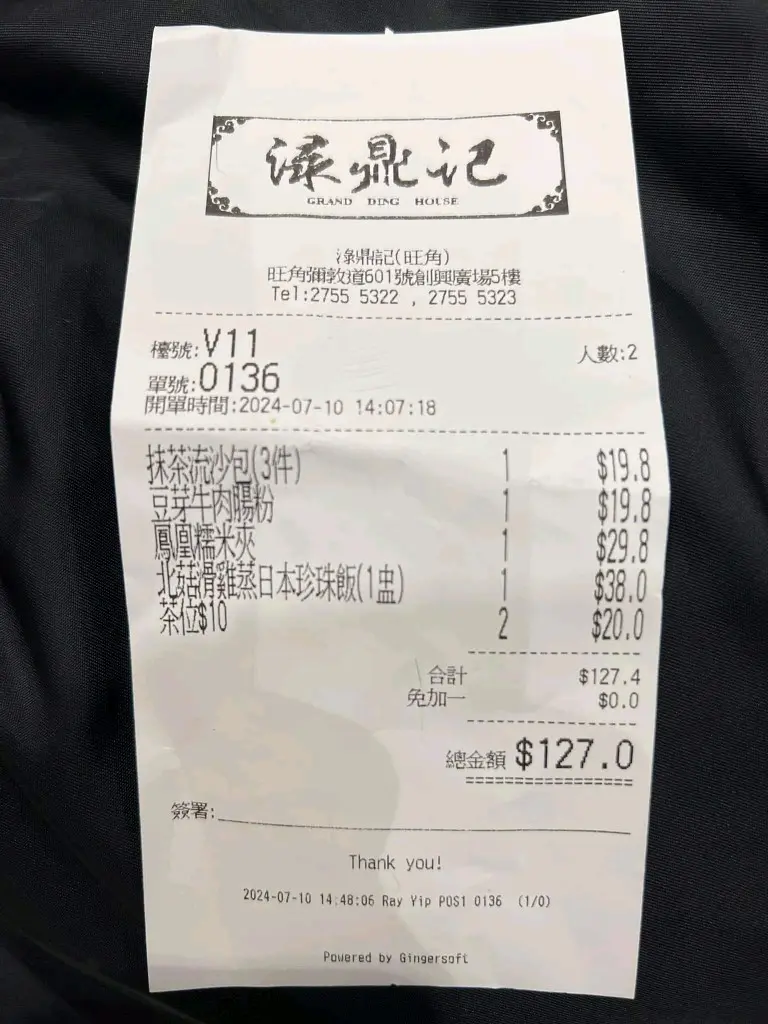 渌鼎记
GRAND DING HOUSE
渌鼎記(旺角)
旺角彌敦道601號創興廣場5樓
Tel:2755 5322 , 2755 5323
檯號:V11 人數:2
單號:0136
開單時間:2024-07-10 14:07:18
抹茶流沙包(3件) 1 $19.8
豆芽牛肉腸粉 1 $19.8
鳳凰糯米夾 1 $29.8
北菇滑雞蒸日本珍珠飯(1盅) 1 $38.0
茶位$10 2 $20.0
合計 $127.4
免加一 $0.0
總金額 $127.0
簽署:
Thank you!
2024-07-10 14:48:06 Ray Yip POS1 0136 (1/0)
Powered by Gingersoft